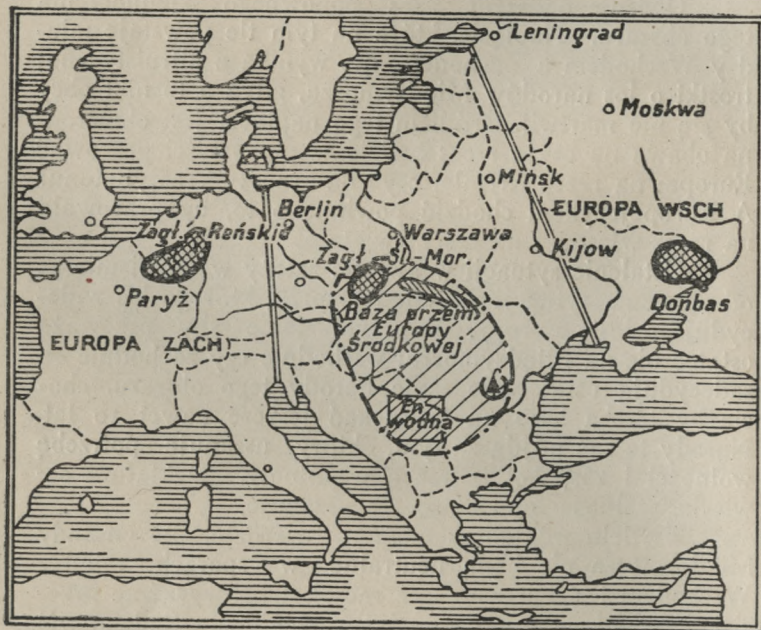 Leningrad
Moskwa
Mińsk
EUROPA WSCH
Berlin
Zagł. Reńskie
Warszawa
Kijow
Zagł Śl.-Mor.
Paryż
Donbas
Baza przem.
Europy
Środkowej
EUROPA ZACH
En.
wodna